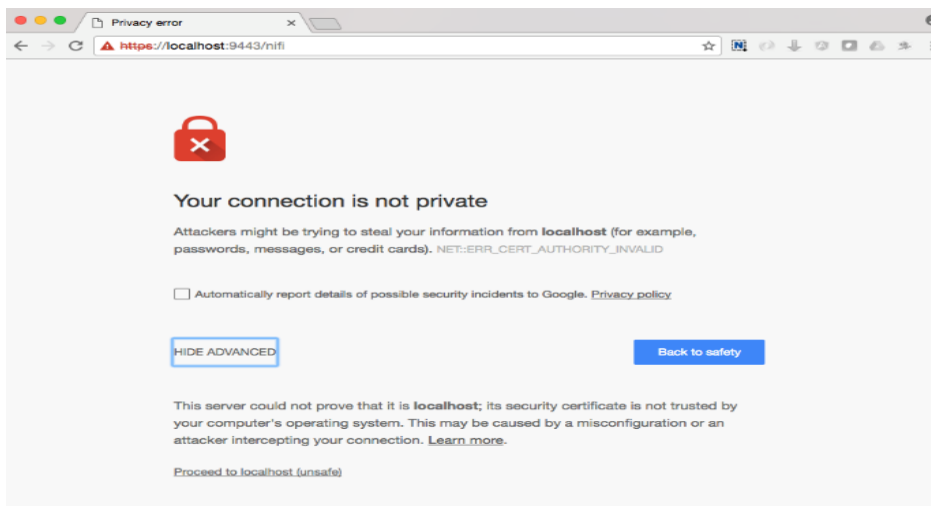 Privacy error
https://localhost:9443/nifi
Your connection is not private
Attackers might be trying to steal your information from localhost (for example,
passwords, messages, or credit cards). NET::ERR_CERT_AUTHORITY_INVALID
Automatically report details of possible security incidents to Google. Privacy policy
HIDE ADVANCED
Back to safety
This server could not prove that it is localhost; its security certificate is not trusted by
your computer's operating system. This may be caused by a misconfiguration or an
attacker intercepting your connection. Learn more.
Proceed to localhost (unsafe)